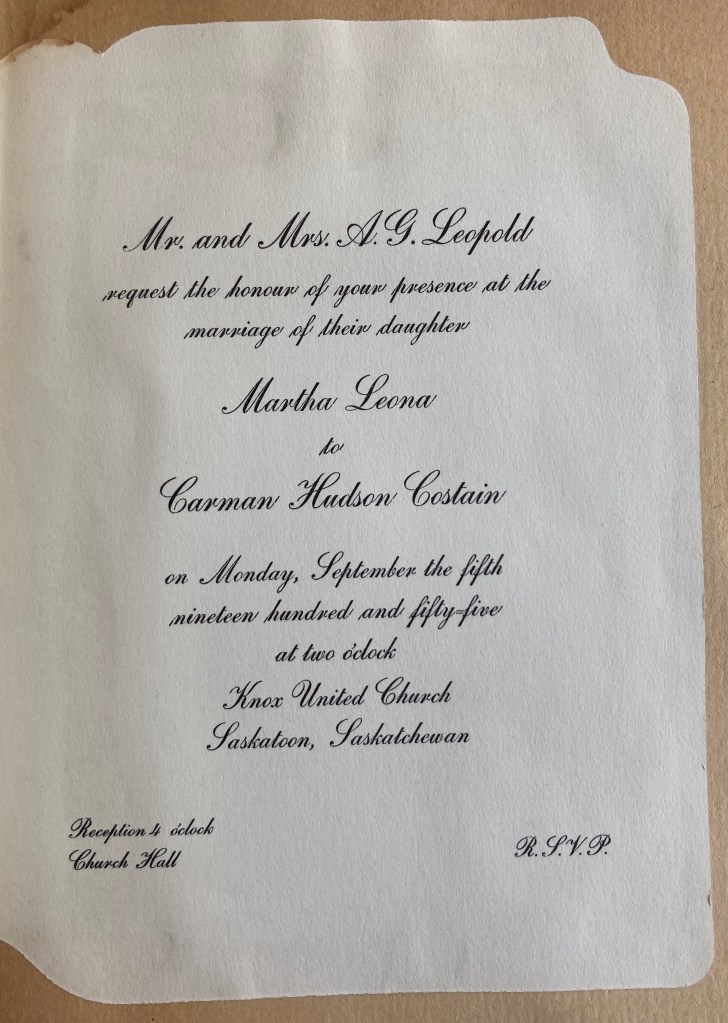 Mr. and Mrs. A. G. Leopold
request the honour of your presence at the
marriage of their daughter
Martha Leona
to
Carman Hudson Costain
on Monday, September the fifth
nineteen hundred and fifty-five
at two o'clock
Knox United Church
Saskatoon, Saskatchewan
Reception 4 o'clock
Church Hall
R.S.V.P.